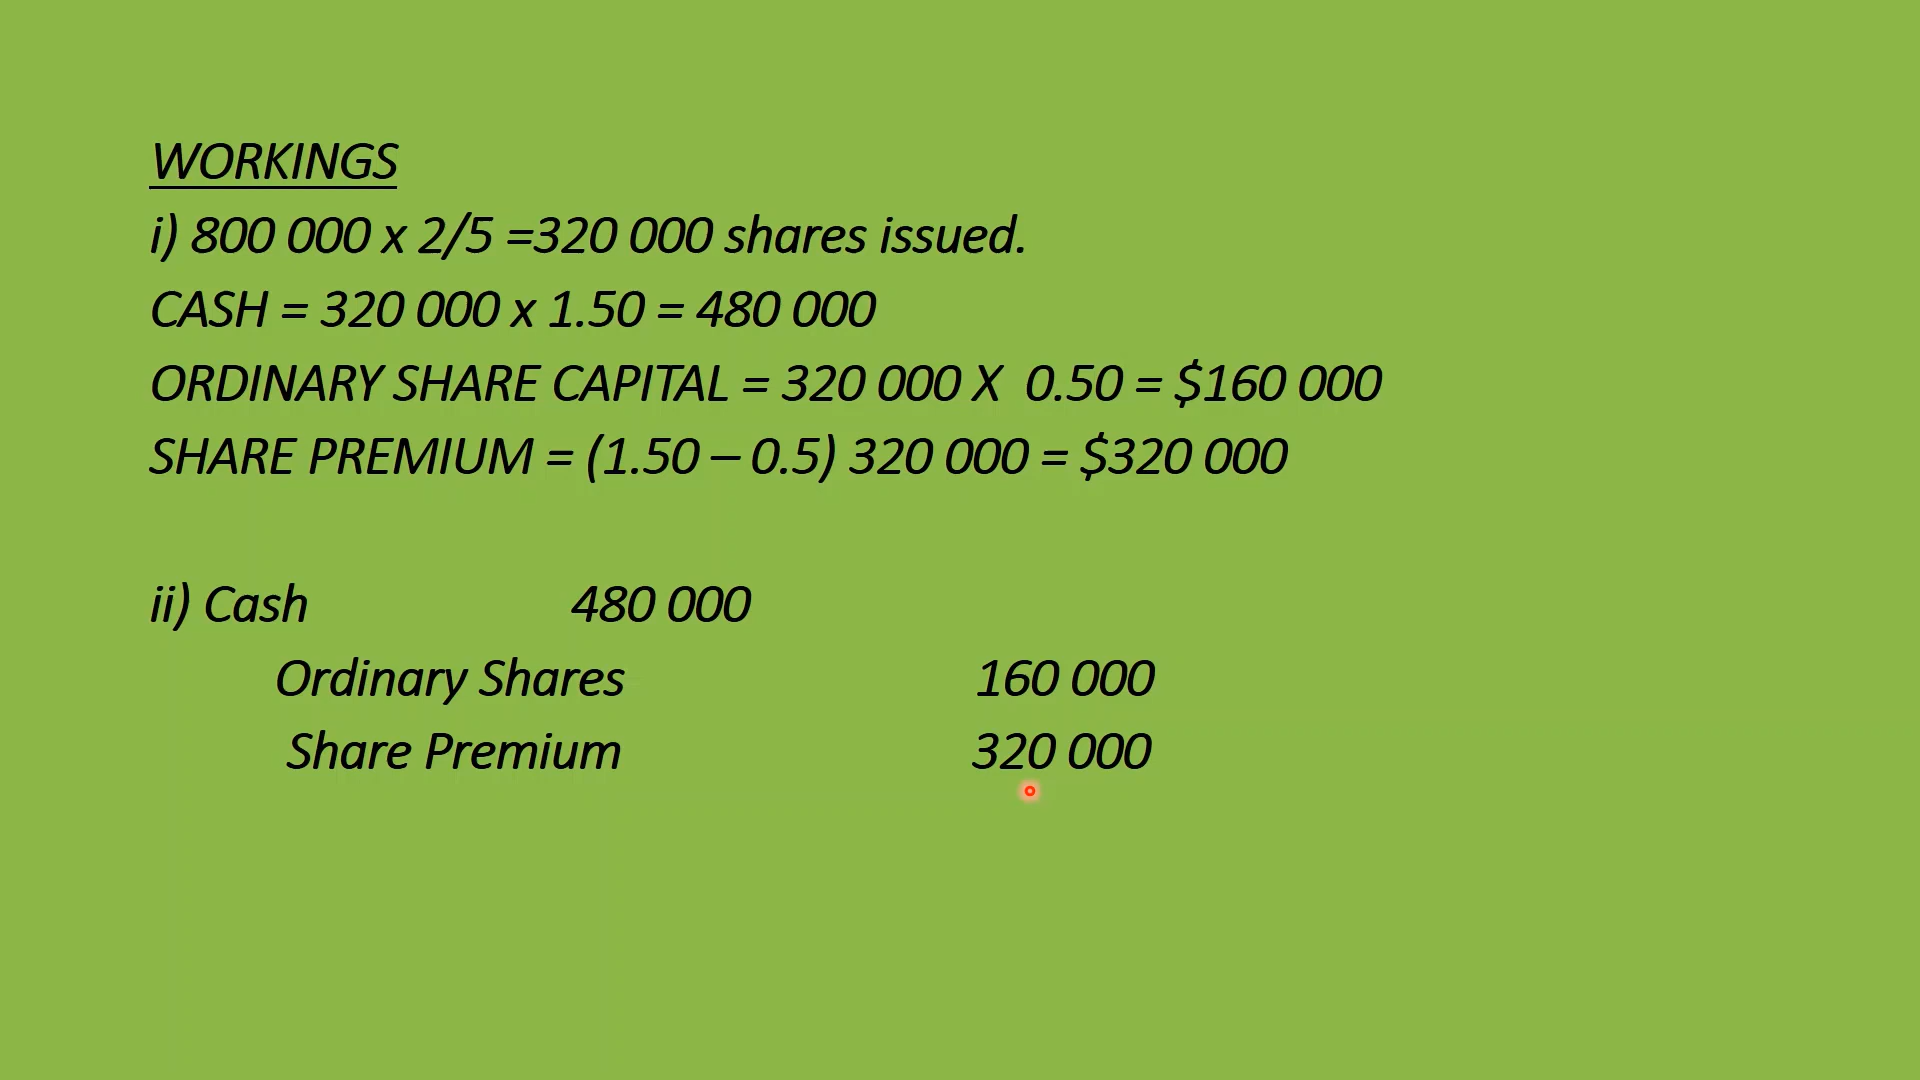 WORKINGS
i) 800 000 x 2/5 =320 000 shares issued.
CASH = 320 000 x 1.50 = 480 000
ORDINARY SHARE CAPITAL = 320 000 X  0.50 = $160 000
SHARE PREMIUM = (1.50 – 0.5) 320 000 = $320 000
ii) Cash 480 000
Ordinary Shares 160 000
Share Premium 320 000